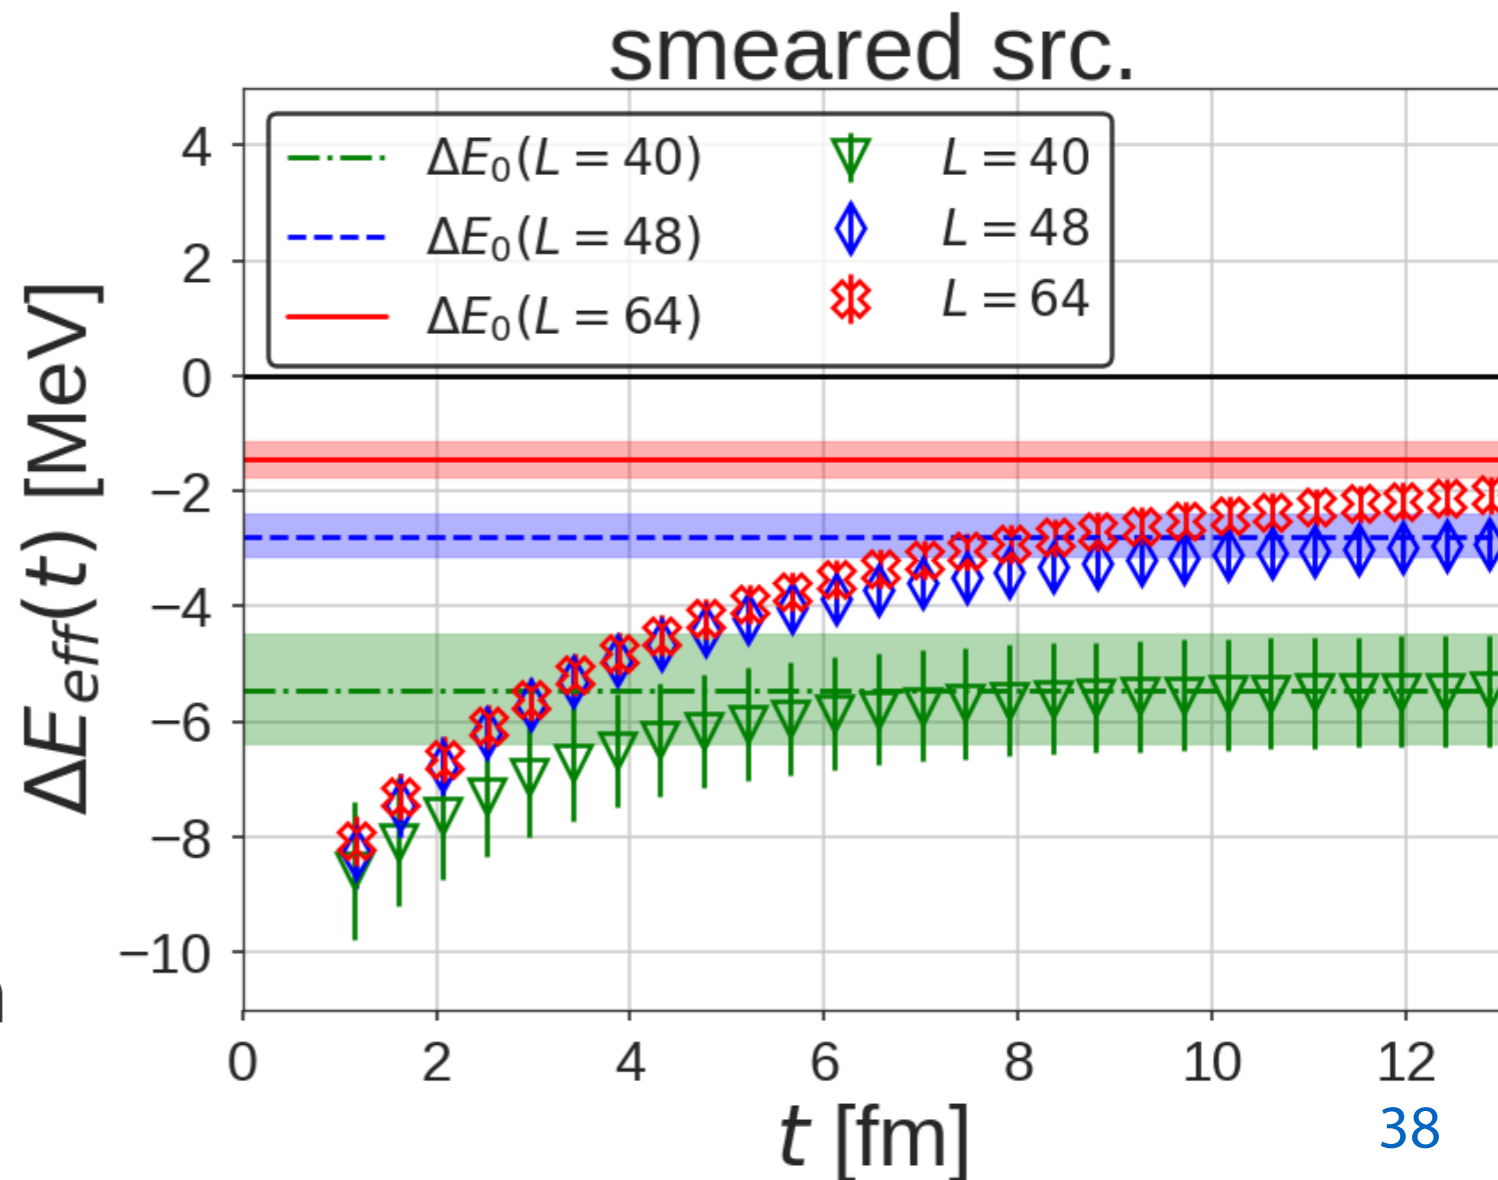 smeared src.
ΔE₀(L = 40)
ΔE₀(L = 48)
ΔE₀(L = 64)
L = 40
L = 48
L = 64
ΔE_eff(t) [MeV]
4
2
0
−2
−4
−6
−8
−10
0 2 4 6 8 10 12
t [fm]
38